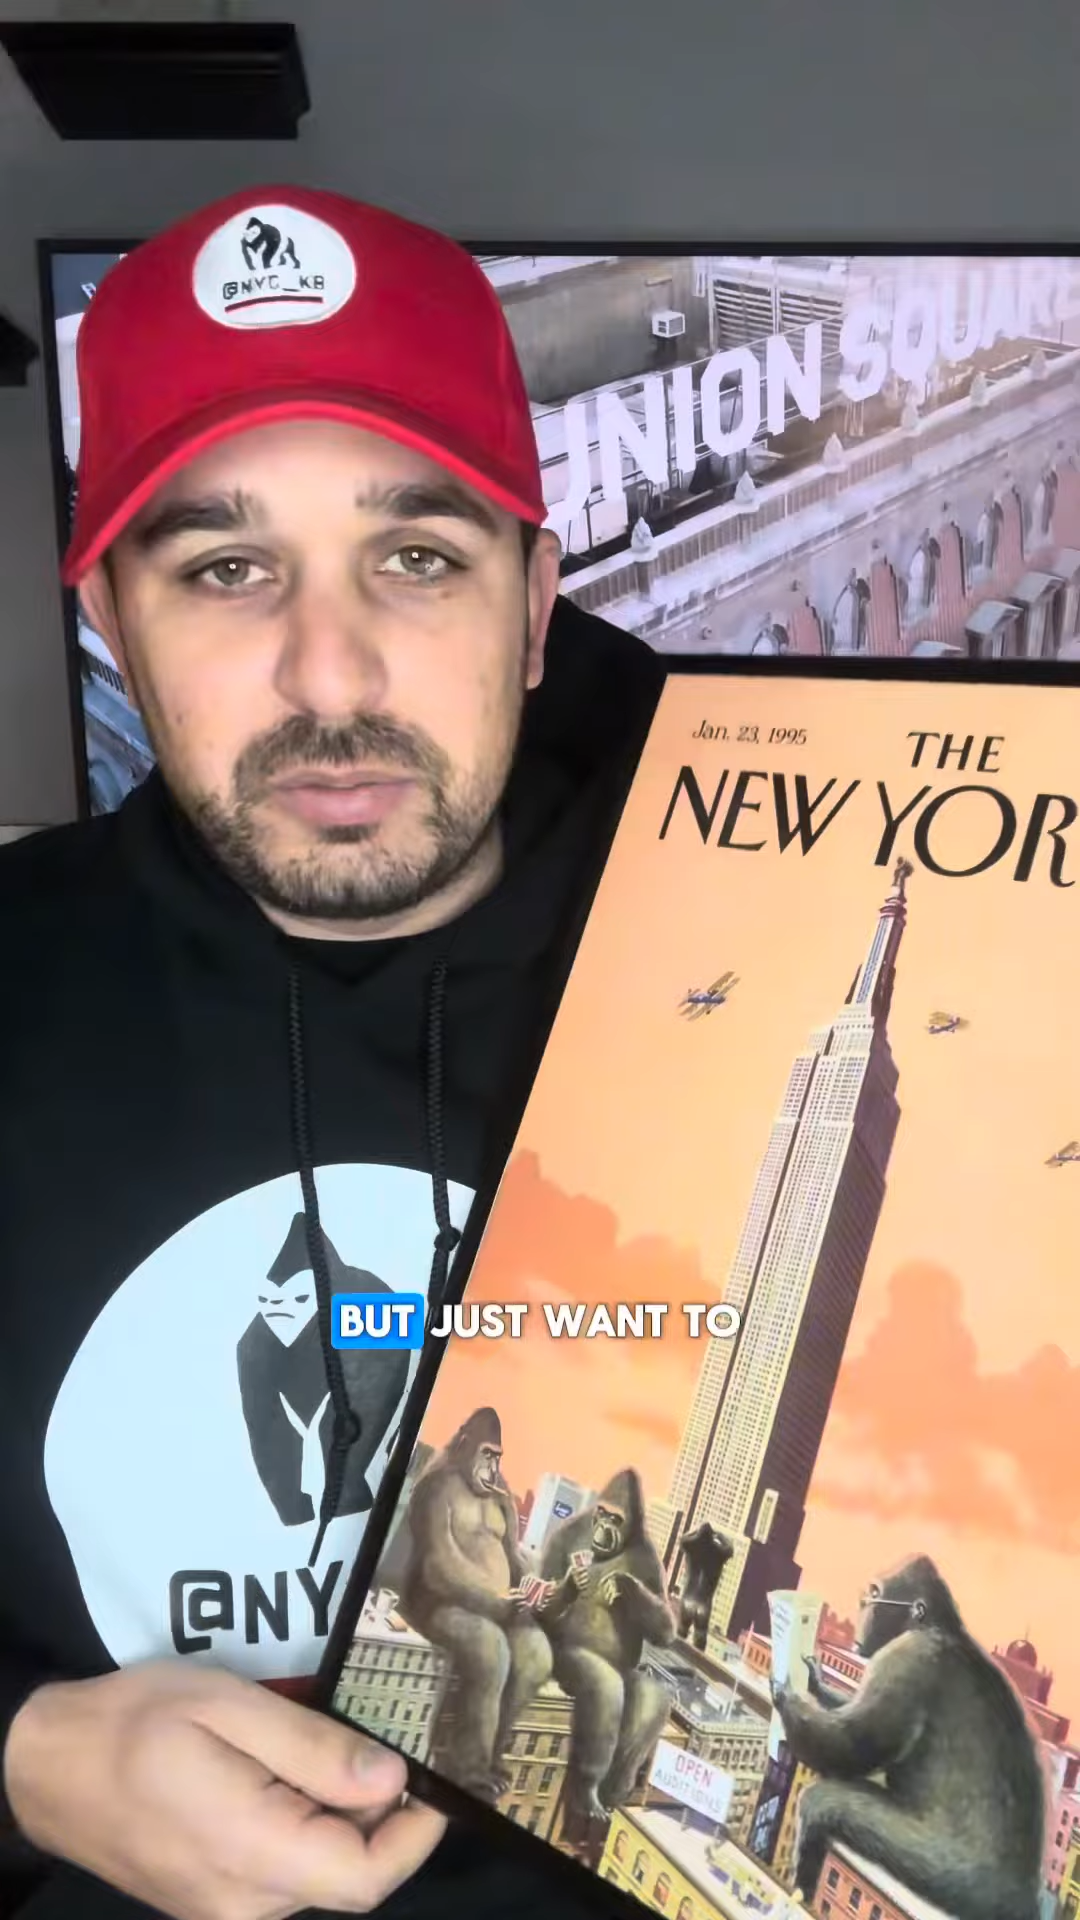 @NYC_KB
UNION SQUARE
Jan. 23, 1995
THE
NEW YOR
BUT JUST WANT TO
@NY
OPEN
AUDITIONS